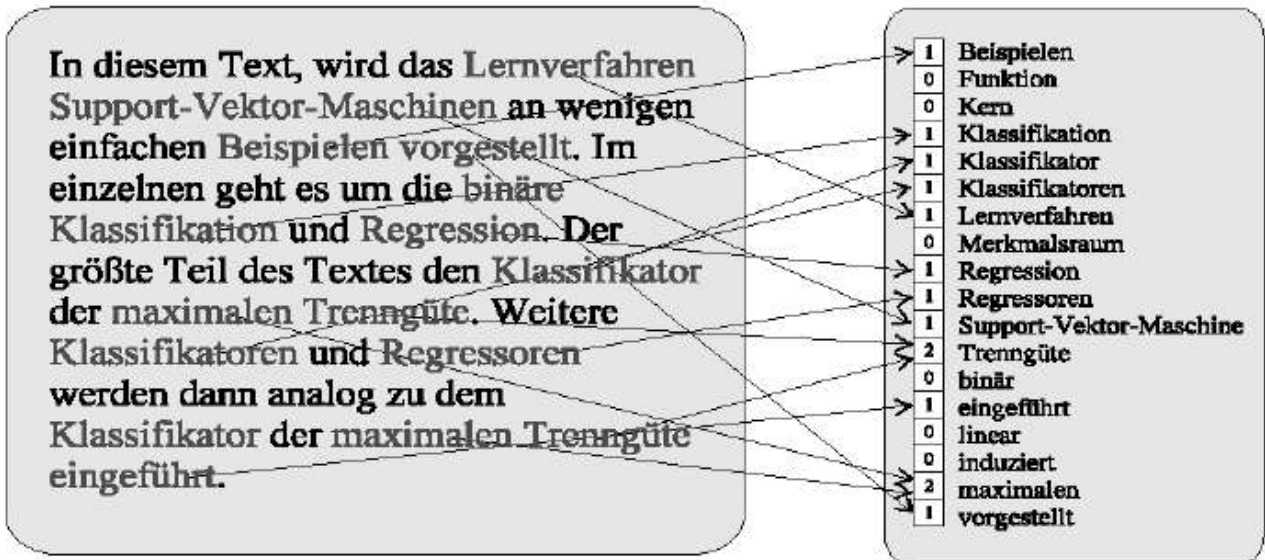 In diesem Text, wird das Lernverfahren
Support-Vektor-Maschinen an wenigen
einfachen Beispielen vorgestellt. Im
einzelnen geht es um die binäre
Klassifikation und Regression. Der
größte Teil des Textes den Klassifikator
der maximalen Trenngüte. Weitere
Klassifikatoren und Regressoren
werden dann analog zu dem
Klassifikator der maximalen Trenngüte
eingeführt.
1 Beispielen
0 Funktion
0 Kern
1 Klassifikation
1 Klassifikator
1 Klassifikatoren
1 Lernverfahren
0 Merkmalsraum
1 Regression
1 Regressoren
1 Support-Vektor-Maschine
2 Trenngüte
0 binär
1 eingeführt
0 linear
0 induziert
2 maximalen
1 vorgestellt